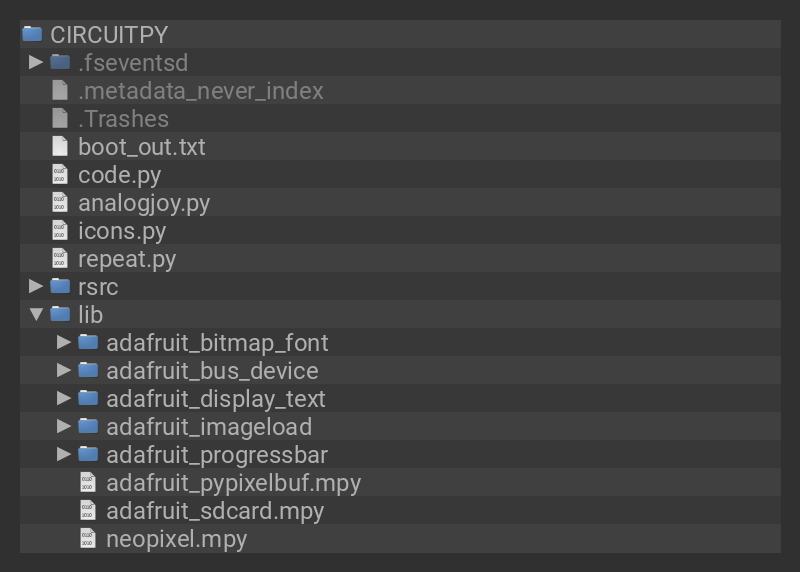 CIRCUITPY
.fseventsd
.metadata_never_index
.Trashes
boot_out.txt
code.py
analogjoy.py
icons.py
repeat.py
rsrc
lib
adafruit_bitmap_font
adafruit_bus_device
adafruit_display_text
adafruit_imageload
adafruit_progressbar
adafruit_pypixelbuf.mpy
adafruit_sdcard.mpy
neopixel.mpy